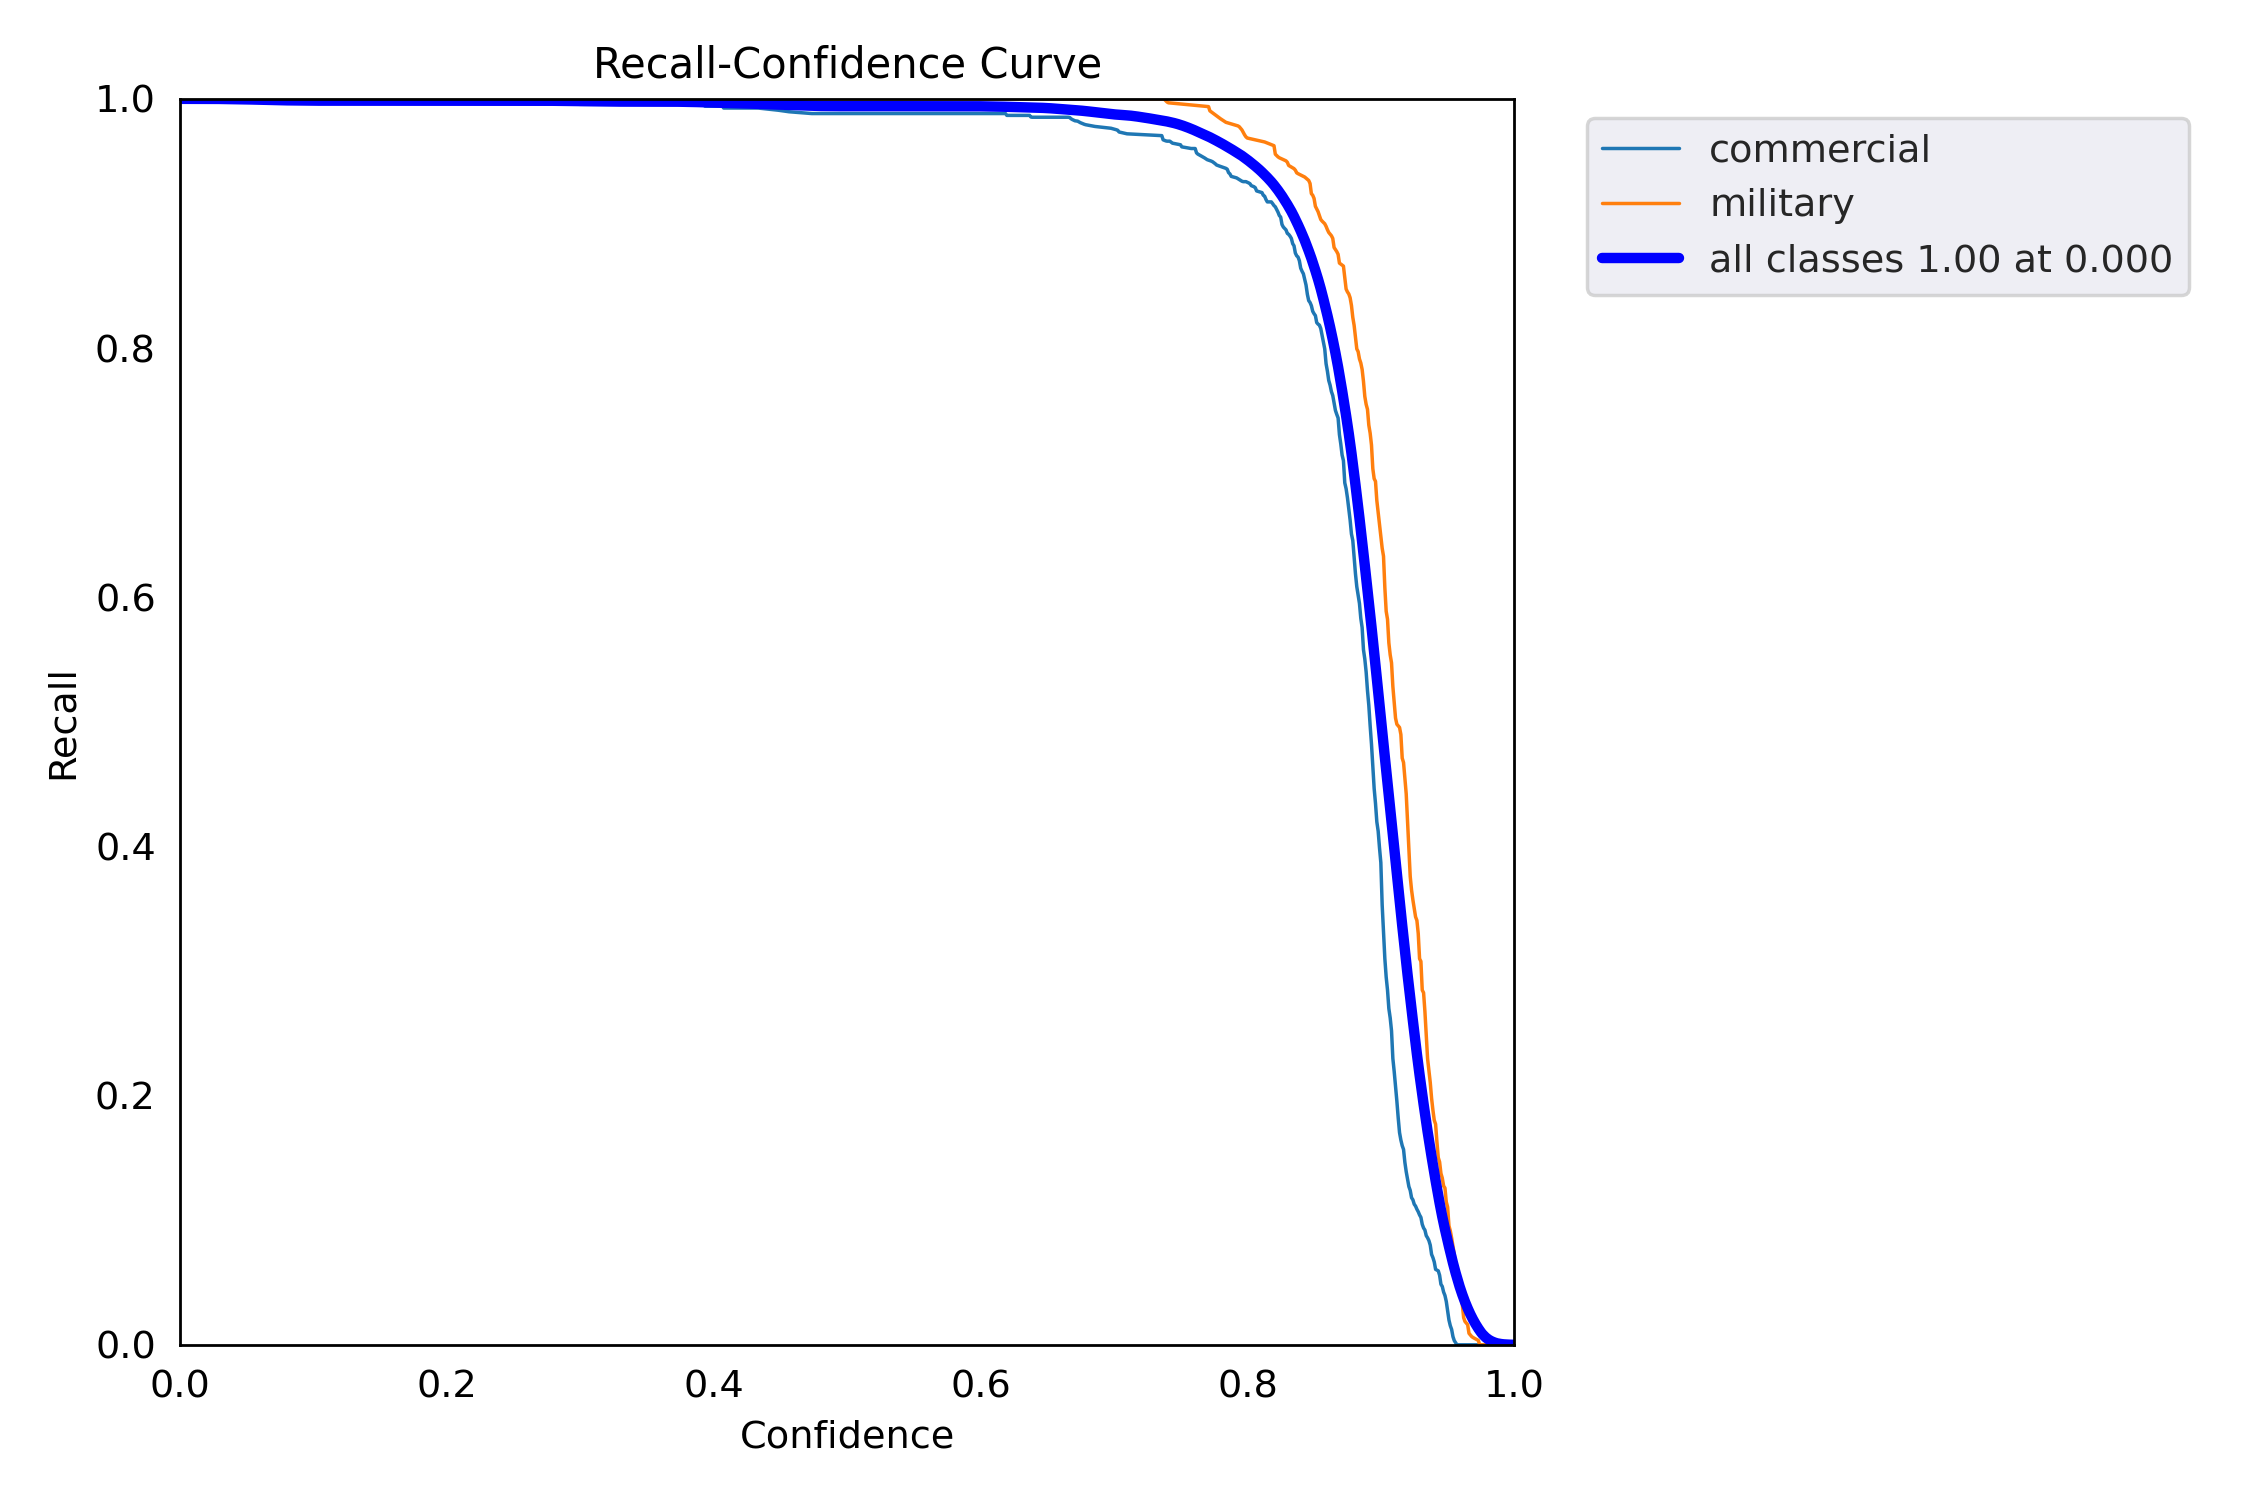 Recall-Confidence Curve
commercial
military
all classes 1.00 at 0.000
1.0
0.8
0.6
0.4
0.2
0.0
Recall
0.0 0.2 0.4 0.6 0.8 1.0
Confidence